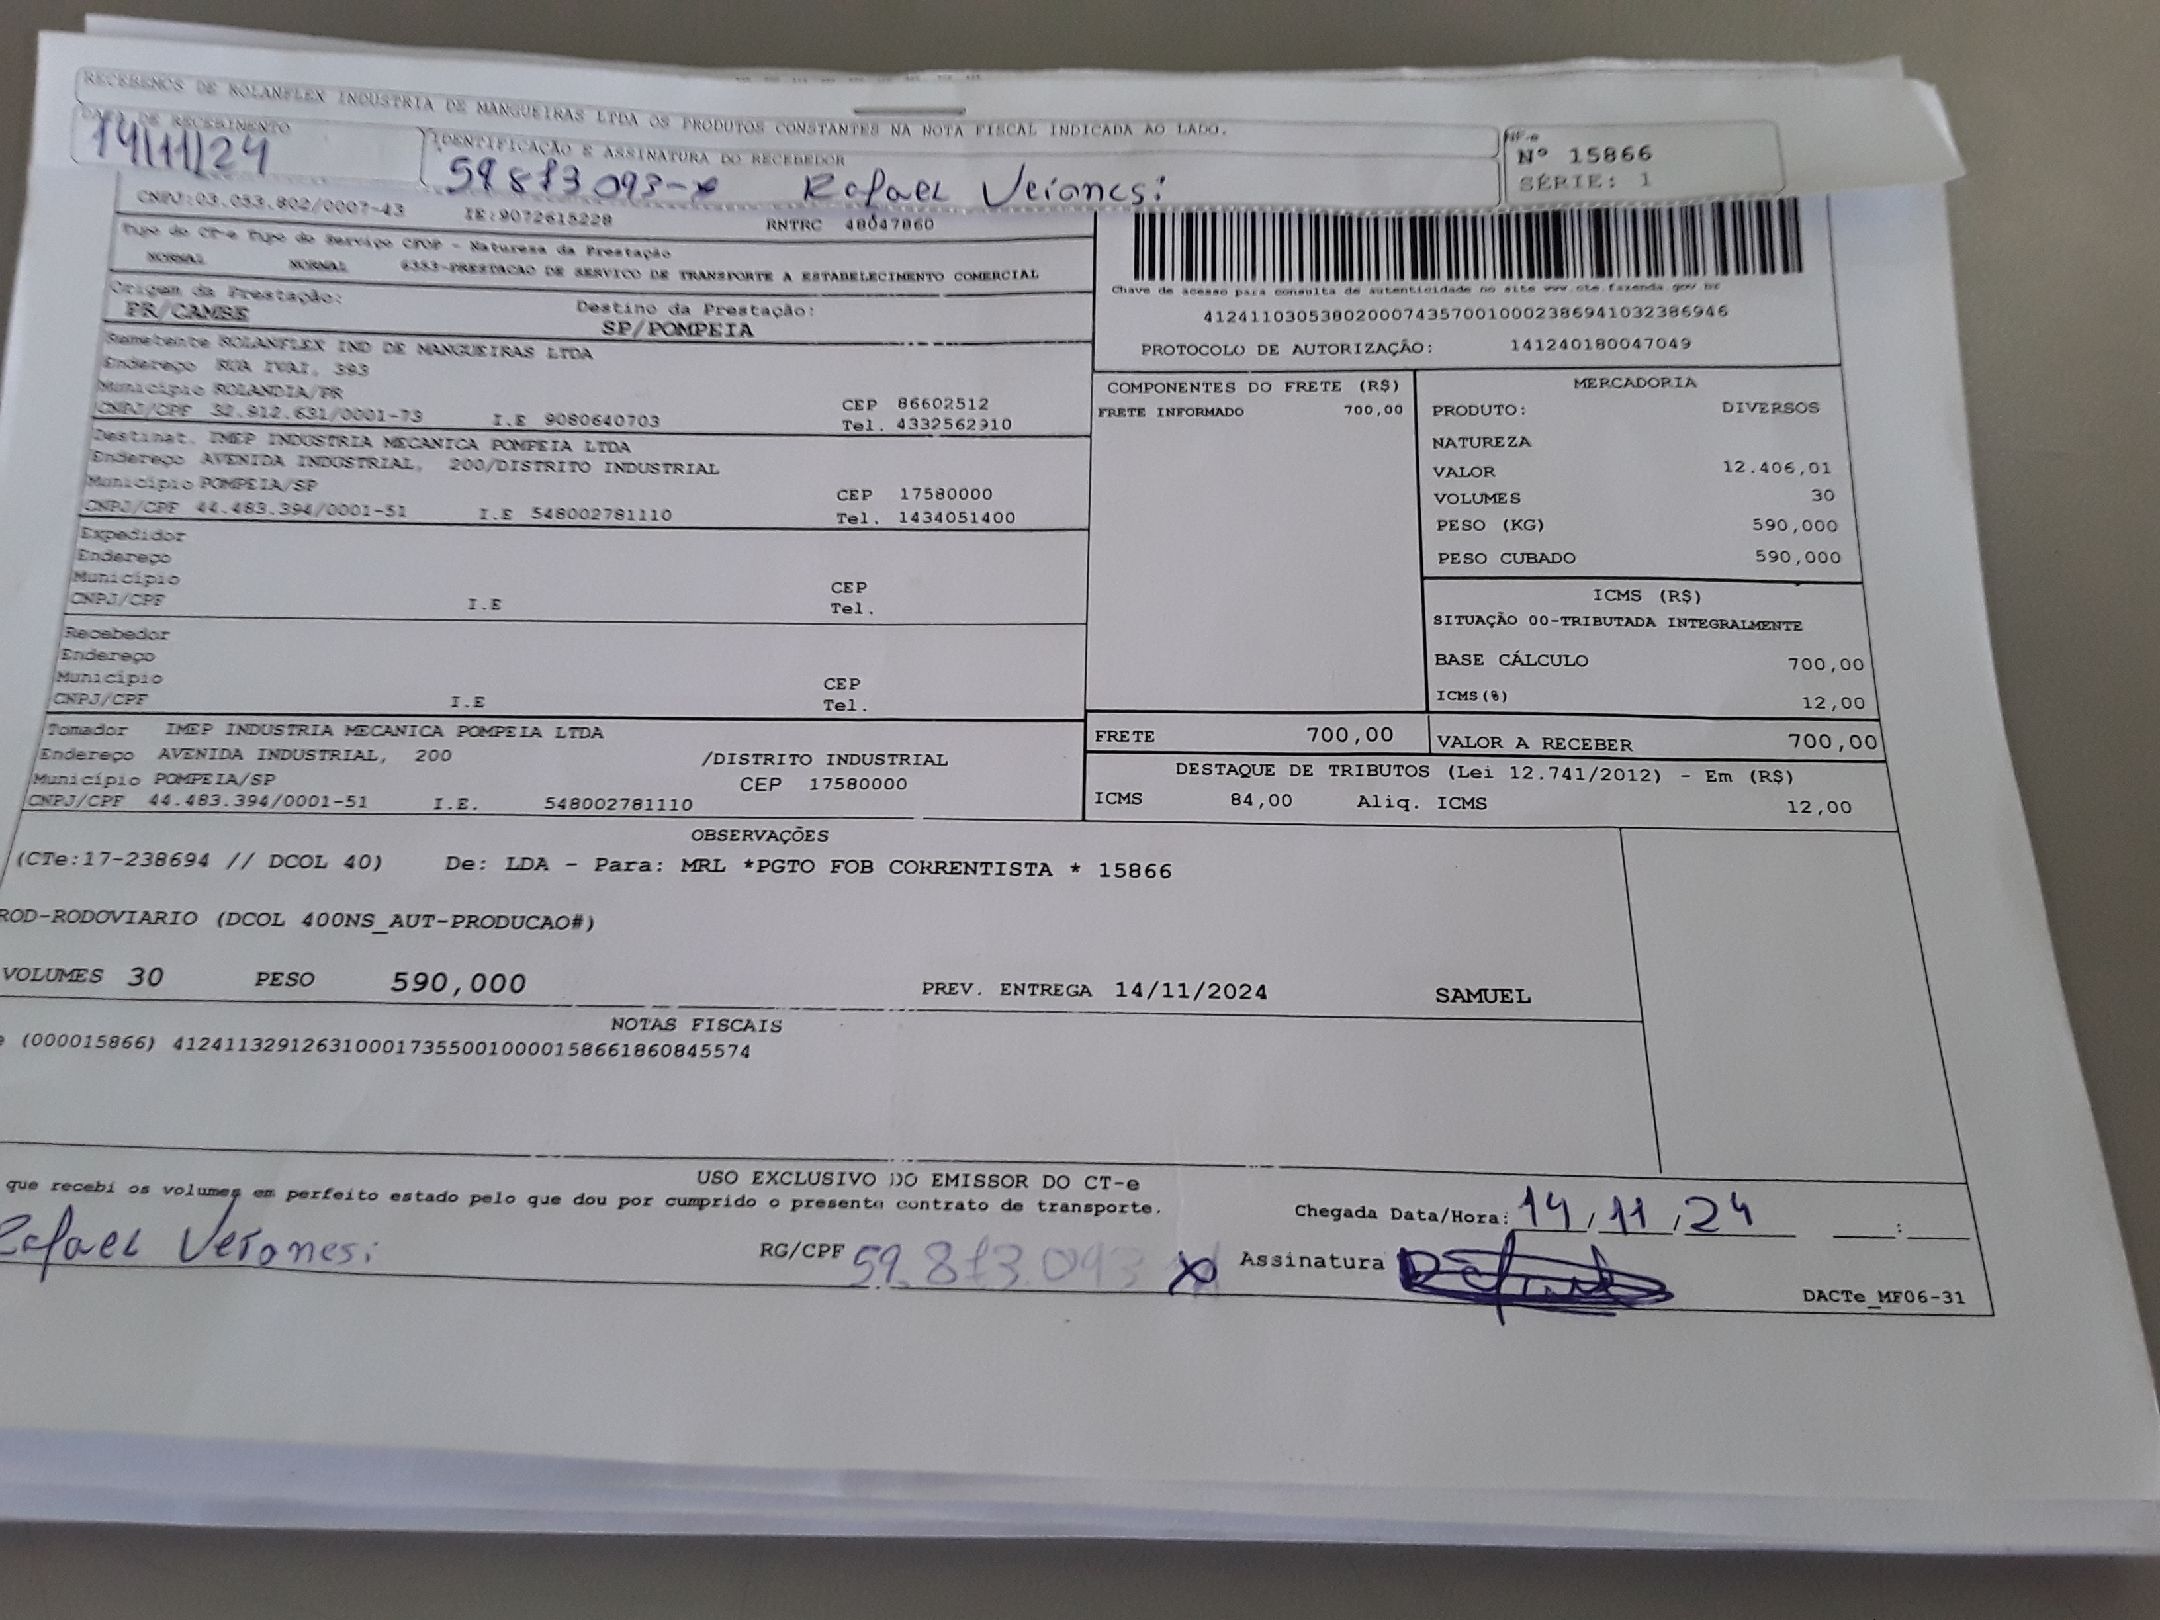 RECEBEMOS DE ROLANFLEX INDUSTRIA DE MANGUEIRAS LTDA OS PRODUTOS CONSTANTES NA NOTA FISCAL INDICADA AO LADO.
DATA DE RECEBIMENTO
14/11/24
IDENTIFICAÇÃO E ASSINATURA DO RECEBEDOR
59.873.093-x Rafael Veronesi
NF-e
Nº 15866
SÉRIE: 1
CNPJ:03.053.802/0007-43 IE:9072615228 RNTRC 48047860
Tipo do CT-e Tipo do Serviço CFOP - Natureza da Prestação
NORMAL NORMAL 6353-PRESTACAO DE SERVICO DE TRANSPORTE A ESTABELECIMENTO COMERCIAL
Origem da Prestação: Destino da Prestação:
PR/CAMBE SP/POMPEIA
Remetente ROLANFLEX IND DE MANGUEIRAS LTDA
Endereço RUA IVAI, 393
Município ROLANDIA/PR CEP 86602512
CNPJ/CPF 32.912.631/0001-73 I.E 9080640703 Tel. 4332562910
Destinat. IMEP INDUSTRIA MECANICA POMPEIA LTDA
Endereço AVENIDA INDUSTRIAL, 200/DISTRITO INDUSTRIAL
Município POMPEIA/SP CEP 17580000
CNPJ/CPF 44.483.394/0001-51 I.E 548002781110 Tel. 1434051400
Expedidor
Endereço
Município CEP
CNPJ/CPF I.E Tel.
Recebedor
Endereço
Município CEP
CNPJ/CPF I.E Tel.
Tomador IMEP INDUSTRIA MECANICA POMPEIA LTDA
Endereço AVENIDA INDUSTRIAL, 200 /DISTRITO INDUSTRIAL
Município POMPEIA/SP CEP 17580000
CNPJ/CPF 44.483.394/0001-51 I.E. 548002781110
Chave de acesso para consulta de autenticidade no site www.cte.fazenda.gov.br
41241103053802000743570010002386941032386946
PROTOCOLO DE AUTORIZAÇÃO: 141240180047049
COMPONENTES DO FRETE (R$)
FRETE INFORMADO 700,00
MERCADORIA
PRODUTO: DIVERSOS
NATUREZA
VALOR 12.406,01
VOLUMES 30
PESO (KG) 590,000
PESO CUBADO 590,000
ICMS (R$)
SITUAÇÃO 00-TRIBUTADA INTEGRALMENTE
BASE CÁLCULO 700,00
ICMS(%) 12,00
FRETE 700,00 VALOR A RECEBER 700,00
DESTAQUE DE TRIBUTOS (Lei 12.741/2012) - Em (R$)
ICMS 84,00 Aliq. ICMS 12,00
OBSERVAÇÕES
(CTe:17-238694 // DCOL 40) De: LDA - Para: MRL *PGTO FOB CORRENTISTA * 15866
ROD-RODOVIARIO (DCOL 400NS_AUT-PRODUCAO#)
VOLUMES 30 PESO 590,000 PREV. ENTREGA 14/11/2024 SAMUEL
NOTAS FISCAIS
e (000015866) 41241132912631000173550010000158661860845574
USO EXCLUSIVO DO EMISSOR DO CT-e
que recebi os volumes em perfeito estado pelo que dou por cumprido o presente contrato de transporte.
Chegada Data/Hora: 14/11/24 :
Rafael Veronesi RG/CPF 59.873.093 x Assinatura
DACTe_MF06-31